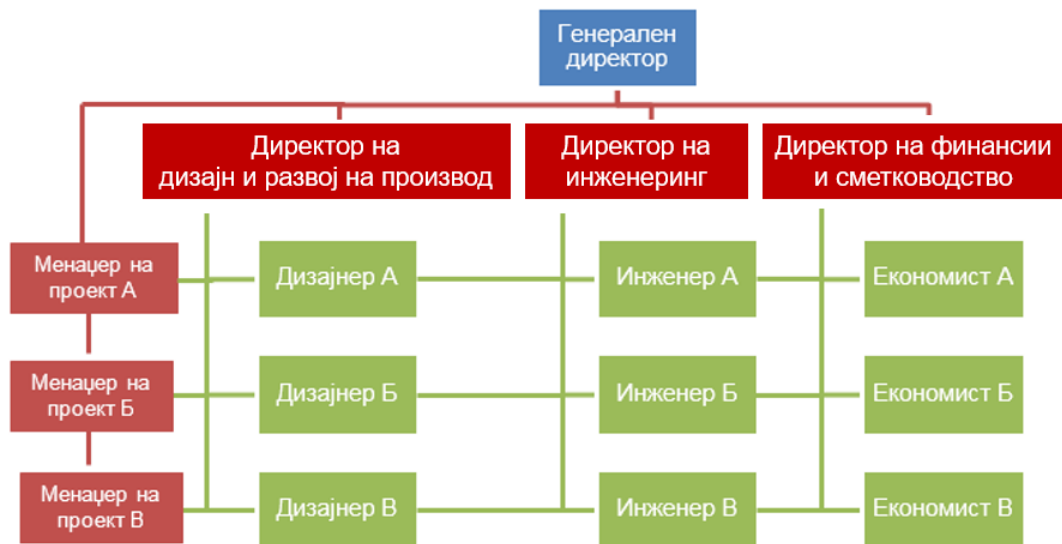 Генерален
директор
Директор на
дизајн и развој на производ
Директор на
инженеринг
Директор на финансии
и сметководство
Менаџер на
проект А
Дизајнер А
Инженер А
Економист А
Менаџер на
проект Б
Дизајнер Б
Инженер Б
Економист Б
Менаџер на
проект В
Дизајнер В
Инженер В
Економист В